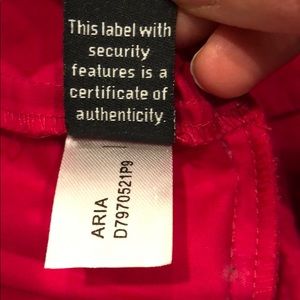 This label with
security
features is a
certificate of
authenticity.
ARIA
D7970521P9